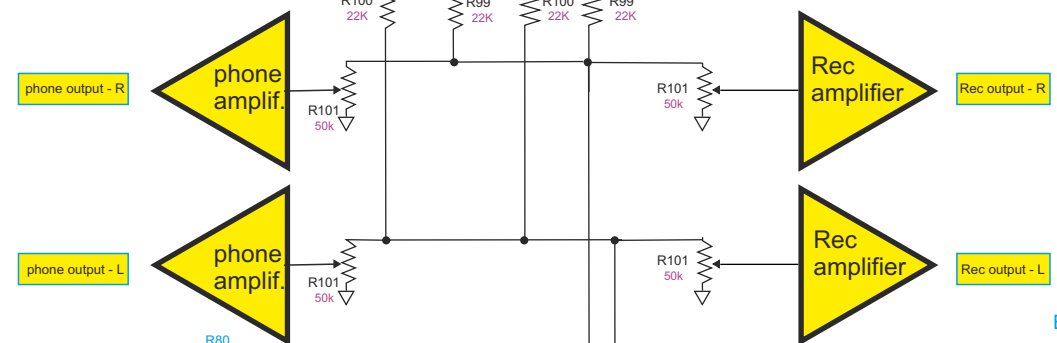 R100
22K
R99
22K
R100
22K
R99
22K
phone output - R
phone
amplif.
R101
50k
R101
50k
Rec
amplifier
Rec output - R
phone output - L
phone
amplif.
R101
50k
R101
50k
Rec
amplifier
Rec output - L
R80